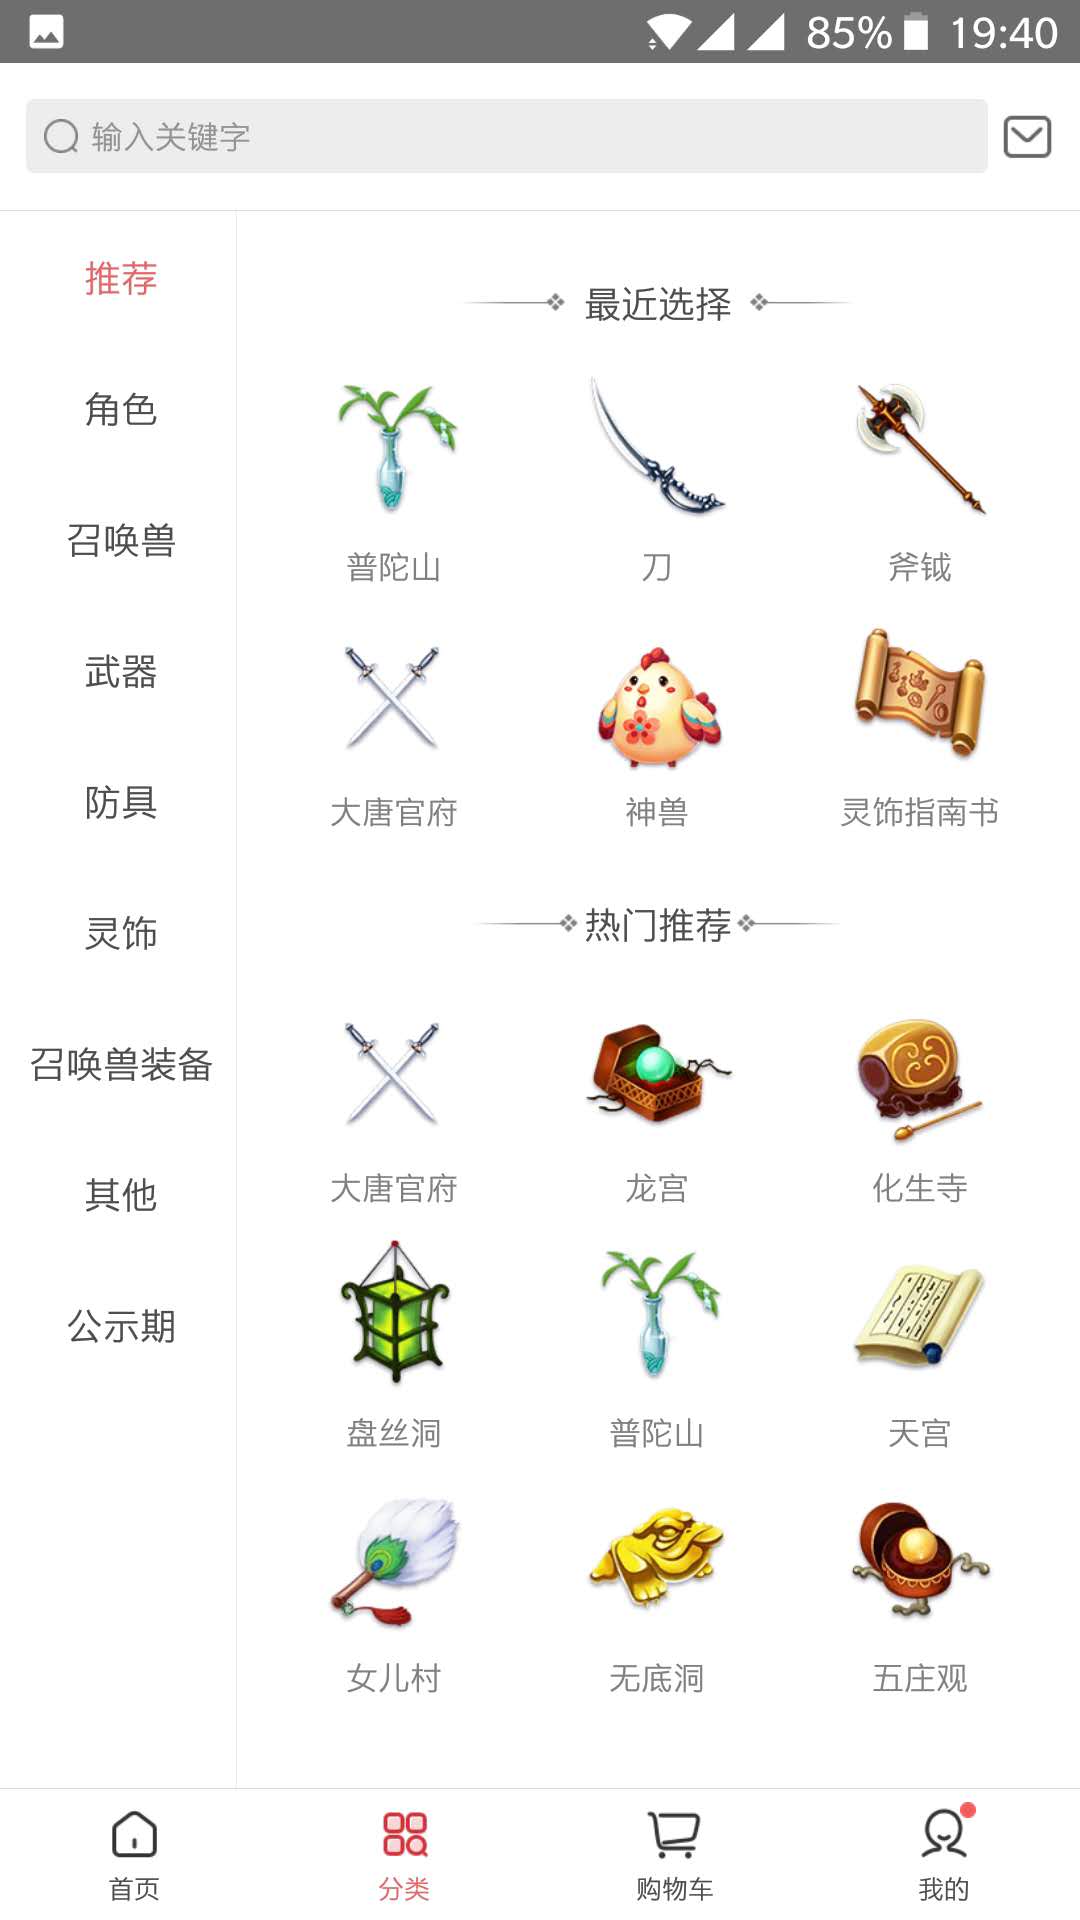 85% 19:40
输入关键字
推荐
角色
召唤兽
武器
防具
灵饰
召唤兽装备
其他
公示期
最近选择
普陀山 刀 斧钺
大唐官府 神兽 灵饰指南书
热门推荐
大唐官府 龙宫 化生寺
盘丝洞 普陀山 天宫
女儿村 无底洞 五庄观
首页 分类 购物车 我的